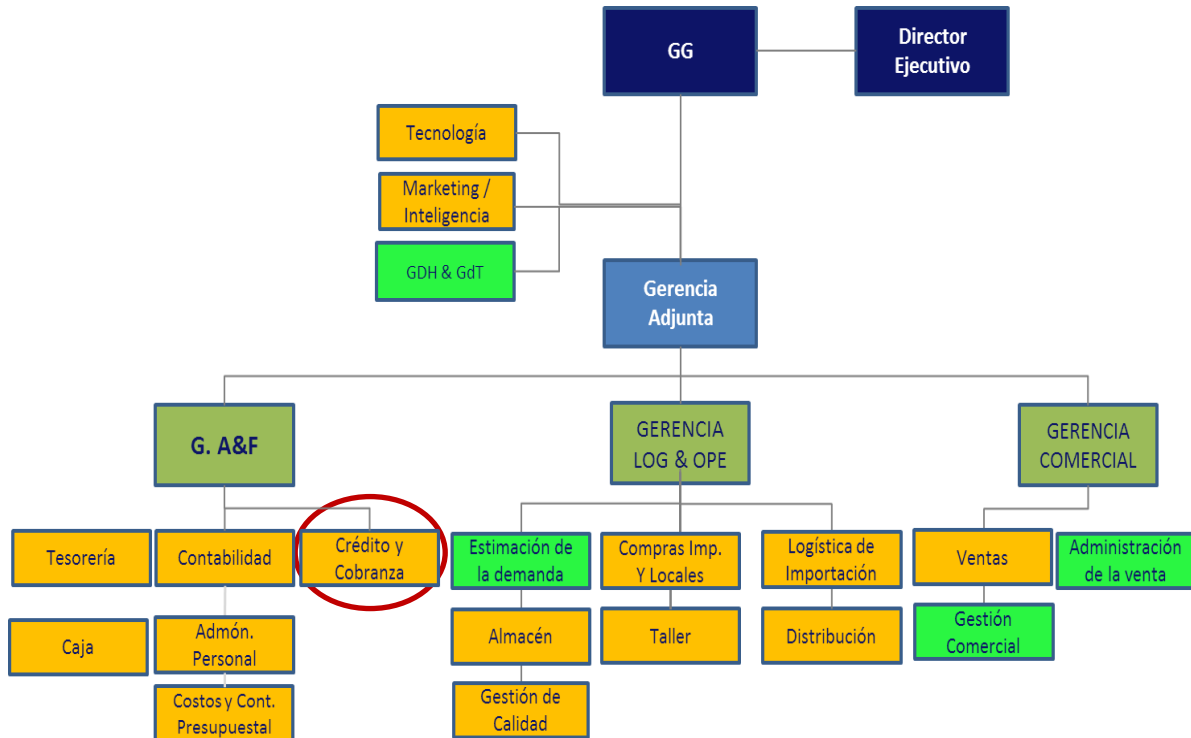 GG
Director
Ejecutivo
Tecnología
Marketing /
Inteligencia
GDH & GdT
Gerencia
Adjunta
G. A&F
GERENCIA
LOG & OPE
GERENCIA
COMERCIAL
Tesorería
Contabilidad
Crédito y
Cobranza
Estimación de
la demanda
Compras Imp.
Y Locales
Logística de
Importación
Ventas
Administración
de la venta
Caja
Admón.
Personal
Almacén
Taller
Distribución
Gestión
Comercial
Costos y Cont.
Presupuestal
Gestión de
Calidad